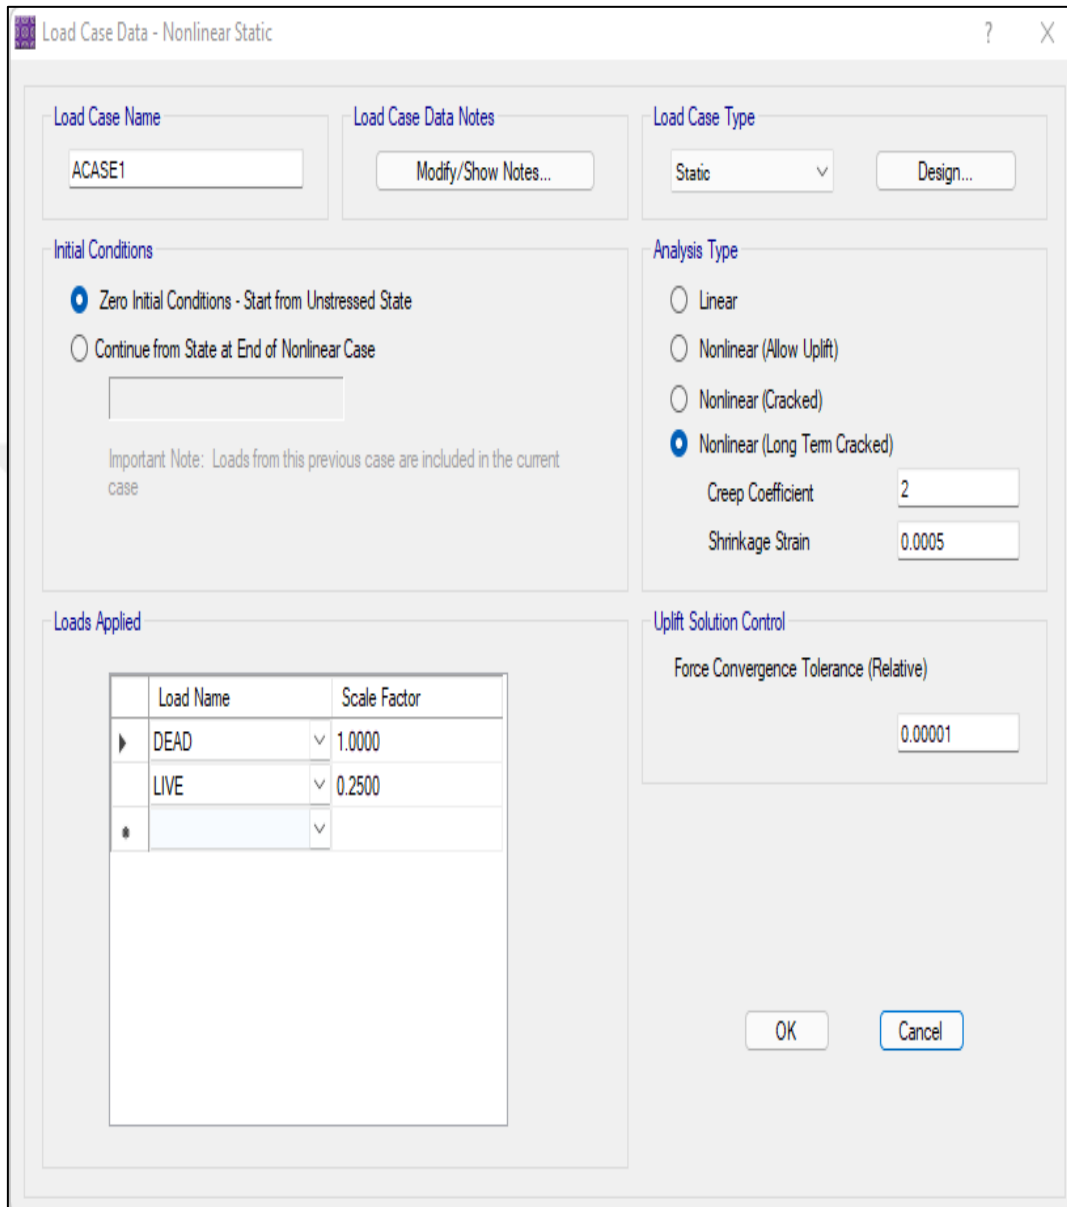 Load Case Data - Nonlinear Static
?
Load Case Name
ACASE1
Load Case Data Notes
Modify/Show Notes...
Load Case Type
Static
Design...
Initial Conditions
Zero Initial Conditions - Start from Unstressed State
Continue from State at End of Nonlinear Case
Important Note: Loads from this previous case are included in the current
case
Analysis Type
Linear
Nonlinear (Allow Uplift)
Nonlinear (Cracked)
Nonlinear (Long Term Cracked)
Creep Coefficient 2
Shrinkage Strain 0.0005
Loads Applied
Load Name Scale Factor
DEAD 1.0000
LIVE 0.2500
*
Uplift Solution Control
Force Convergence Tolerance (Relative)
0.00001
OK
Cancel